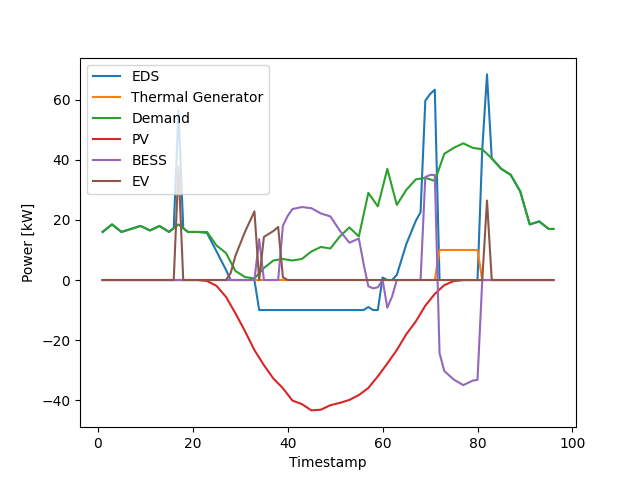 EDS
Thermal Generator
Demand
PV
BESS
EV
Power [kW]
60
40
20
0
−20
−40
0 20 40 60 80 100
Timestamp